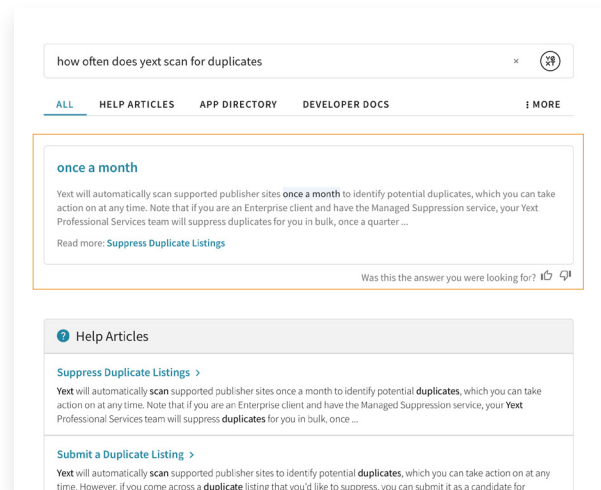 how often does yext scan for duplicates ×
YEXT
ALL HELP ARTICLES APP DIRECTORY DEVELOPER DOCS ⋮ MORE
once a month
Yext will automatically scan supported publisher sites once a month to identify potential duplicates, which you can take
action on at any time. Note that if you are an Enterprise client and have the Managed Suppression service, your Yext
Professional Services team will suppress duplicates for you in bulk, once a quarter ...
Read more: Suppress Duplicate Listings
Was this the answer you were looking for?
? Help Articles
Suppress Duplicate Listings >
Yext will automatically scan supported publisher sites once a month to identify potential duplicates, which you can take
action on at any time. Note that if you are an Enterprise client and have the Managed Suppression service, your Yext
Professional Services team will suppress duplicates for you in bulk, once ...
Submit a Duplicate Listing >
Yext will automatically scan supported publisher sites to identify potential duplicates, which you can take action on at any
time. However, if you come across a duplicate listing that you'd like to suppress, you can submit it as a candidate for